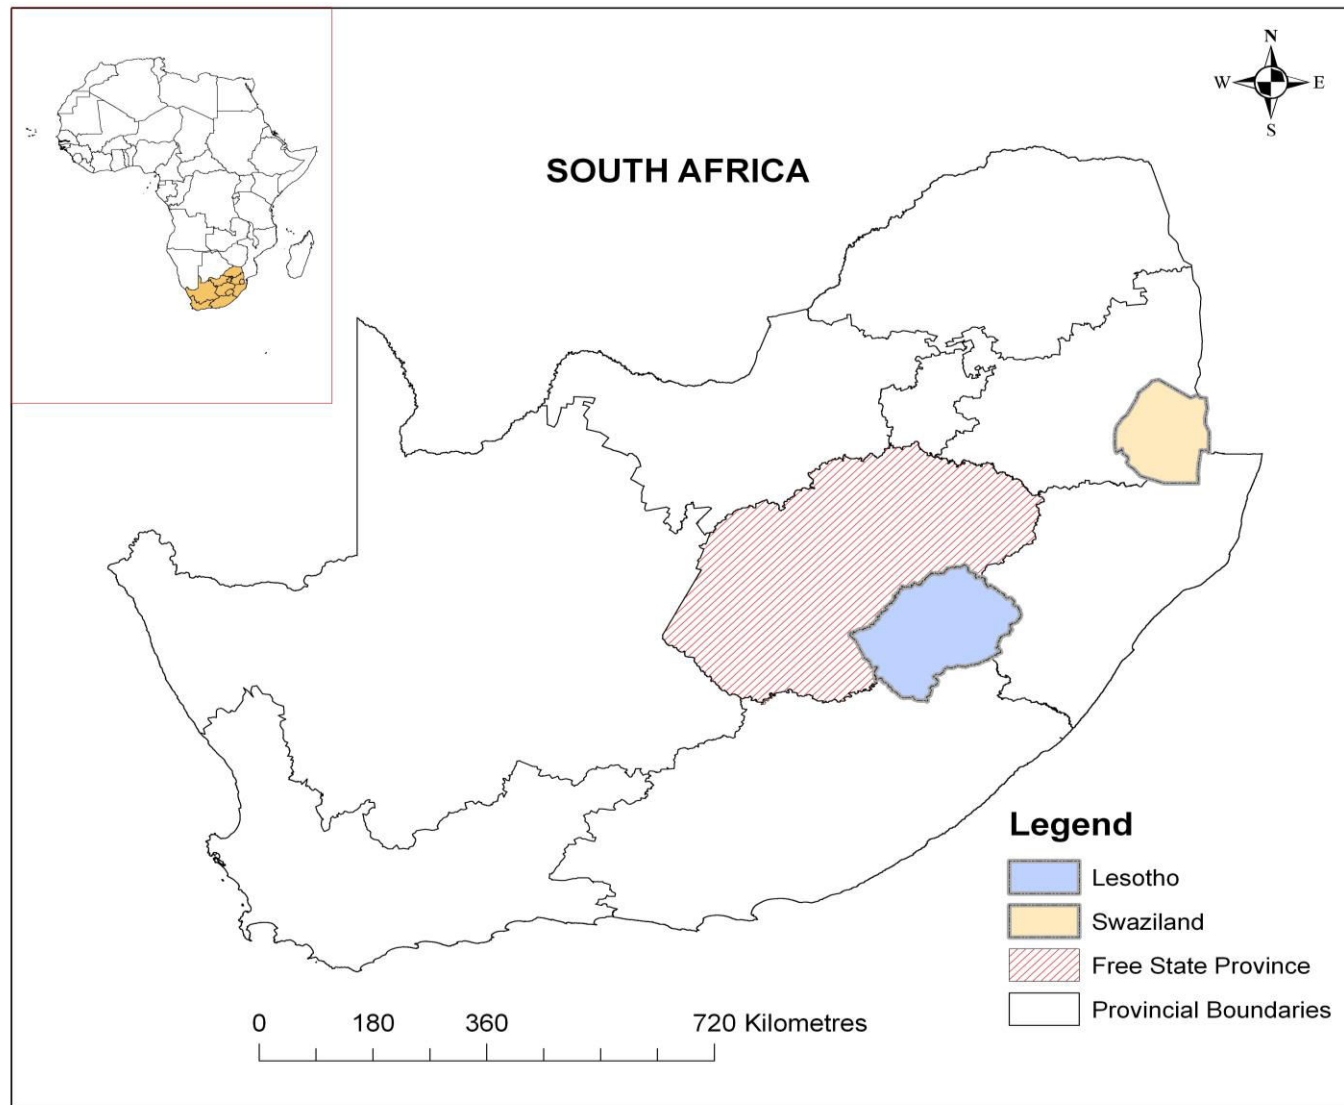 N
W E
S
SOUTH AFRICA
Legend
Lesotho
Swaziland
Free State Province
Provincial Boundaries
0 180 360 720 Kilometres